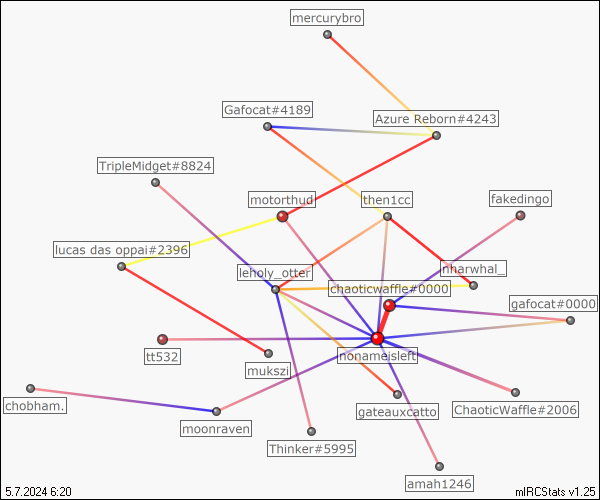 mercurybro
Gafocat#4189
Azure Reborn#4243
TripleMidget#8824
motorthud
then1cc
fakedingo
lucas das oppai#2396
leholy_otter
nharwhal_
chaoticwaffle#0000
gafocat#0000
tt532
nonameisleft
mukszi
chobham.
gateauxcatto
ChaoticWaffle#2006
moonraven
Thinker#5995
amah1246
5.7.2024 6:20
mIRCStats v1.25